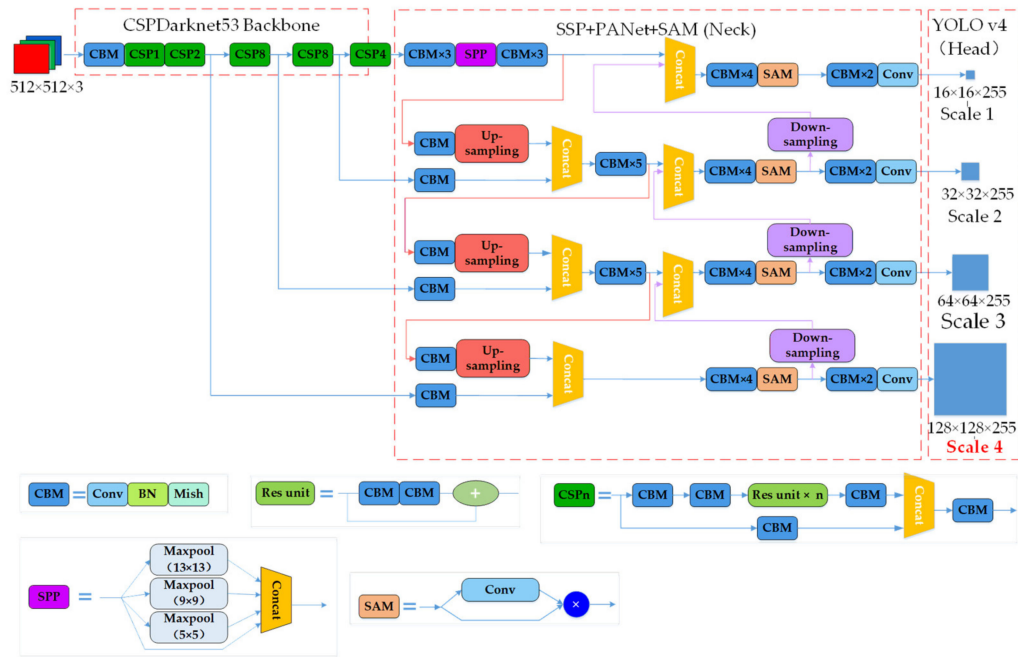 CSPDarknet53 Backbone
SSP+PANet+SAM (Neck)
YOLO v4
(Head)
512×512×3
CBM CSP1 CSP2 CSP8 CSP8 CSP4 CBM×3 SPP CBM×3 Concat CBM×4 SAM CBM×2 Conv
16×16×255
Scale 1
Down-
sampling
CBM Up-
sampling
CBM
Concat CBM×5 Concat CBM×4 SAM CBM×2 Conv
32×32×255
Scale 2
Down-
sampling
CBM Up-
sampling
CBM
Concat CBM×5 Concat CBM×4 SAM CBM×2 Conv
64×64×255
Scale 3
Down-
sampling
CBM Up-
sampling
CBM
Concat CBM×4 SAM CBM×2 Conv
128×128×255
Scale 4
CBM = Conv BN Mish
Res unit = CBM CBM +
CSPn = CBM CBM Res unit × n CBM
CBM
Concat CBM
SPP = Maxpool
(13×13)
Maxpool
(9×9)
Maxpool
(5×5)
Concat
SAM = Conv ×